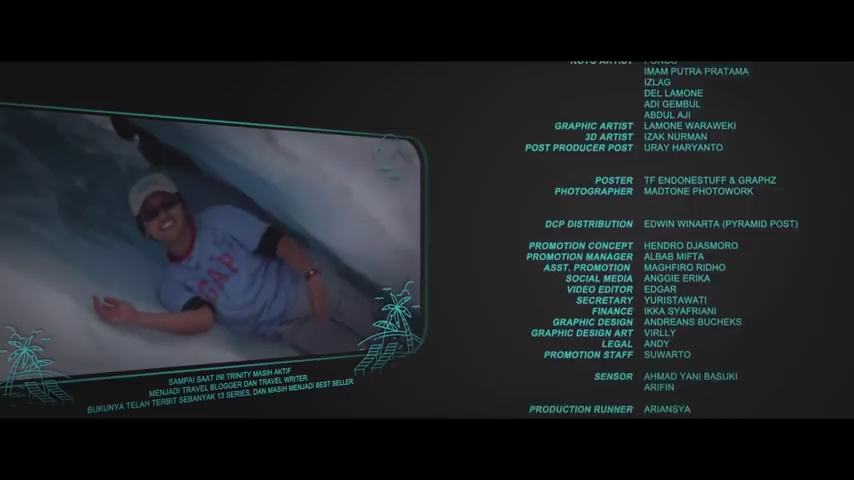 GAP
SAMPAI SAAT INI TRINITY MASIH AKTIF
MENJADI TRAVEL BLOGGER DAN TRAVEL WRITER.
BUKUNYA TELAH TERBIT SEBANYAK 13 SERIES, DAN MASIH MENJADI BEST SELLER.
ROTO ARTIST
IMAM PUTRA PRATAMA
IZLAG
DEL LAMONE
ADI GEMBUL
ABDUL AJI
GRAPHIC ARTIST LAMONE WARAWEKI
3D ARTIST IZAK NURMAN
POST PRODUCER POST URAY HARYANTO
POSTER TF ENDONESTUFF & GRAPHZ
PHOTOGRAPHER MADTONE PHOTOWORK
DCP DISTRIBUTION EDWIN WINARTA (PYRAMID POST)
PROMOTION CONCEPT HENDRO DJASMORO
PROMOTION MANAGER ALBAB MIFTA
ASST. PROMOTION MAGHFIRO RIDHO
SOCIAL MEDIA ANGGIE ERIKA
VIDEO EDITOR EDGAR
SECRETARY YURISTAWATI
FINANCE IKKA SYAFRIANI
GRAPHIC DESIGN ANDREANS BUCHEKS
GRAPHIC DESIGN ART VIRLLY
LEGAL ANDY
PROMOTION STAFF SUWARTO
SENSOR AHMAD YANI BASUKI
ARIFIN
PRODUCTION RUNNER ARIANSYA